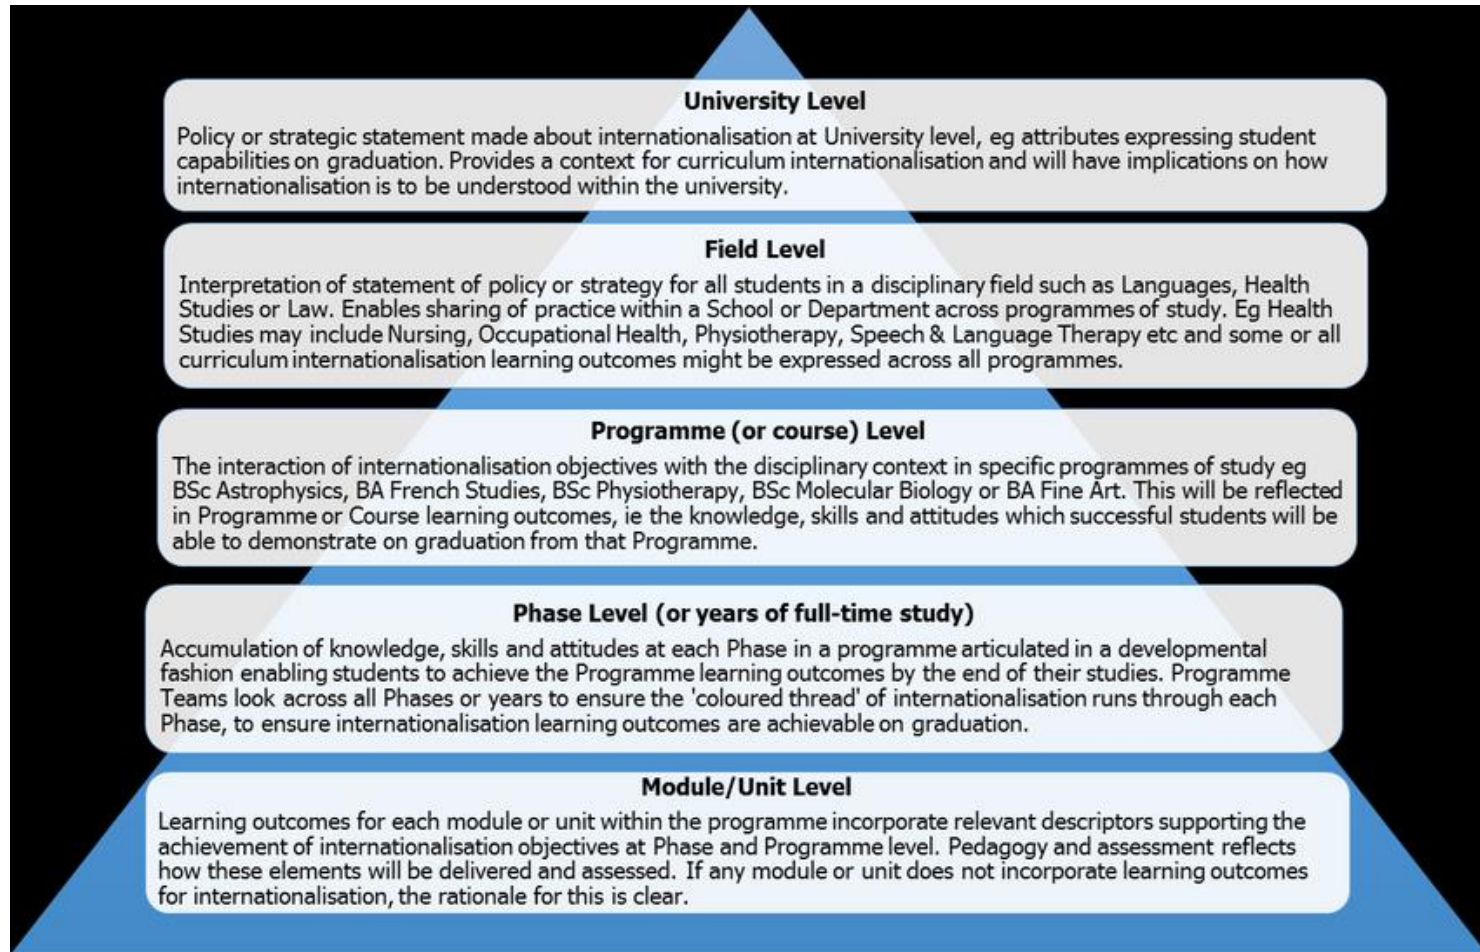 University Level
Policy or strategic statement made about internationalisation at University level, eg attributes expressing student
capabilities on graduation. Provides a context for curriculum internationalisation and will have implications on how
internationalisation is to be understood within the university.
Field Level
Interpretation of statement of policy or strategy for all students in a disciplinary field such as Languages, Health
Studies or Law. Enables sharing of practice within a School or Department across programmes of study. Eg Health
Studies may include Nursing, Occupational Health, Physiotherapy, Speech & Language Therapy etc and some or all
curriculum internationalisation learning outcomes might be expressed across all programmes.
Programme (or course) Level
The interaction of internationalisation objectives with the disciplinary context in specific programmes of study eg
BSc Astrophysics, BA French Studies, BSc Physiotherapy, BSc Molecular Biology or BA Fine Art. This will be reflected
in Programme or Course learning outcomes, ie the knowledge, skills and attitudes which successful students will be
able to demonstrate on graduation from that Programme.
Phase Level (or years of full-time study)
Accumulation of knowledge, skills and attitudes at each Phase in a programme articulated in a developmental
fashion enabling students to achieve the Programme learning outcomes by the end of their studies. Programme
Teams look across all Phases or years to ensure the 'coloured thread' of internationalisation runs through each
Phase, to ensure internationalisation learning outcomes are achievable on graduation.
Module/Unit Level
Learning outcomes for each module or unit within the programme incorporate relevant descriptors supporting the
achievement of internationalisation objectives at Phase and Programme level. Pedagogy and assessment reflects
how these elements will be delivered and assessed. If any module or unit does not incorporate learning outcomes
for internationalisation, the rationale for this is clear.